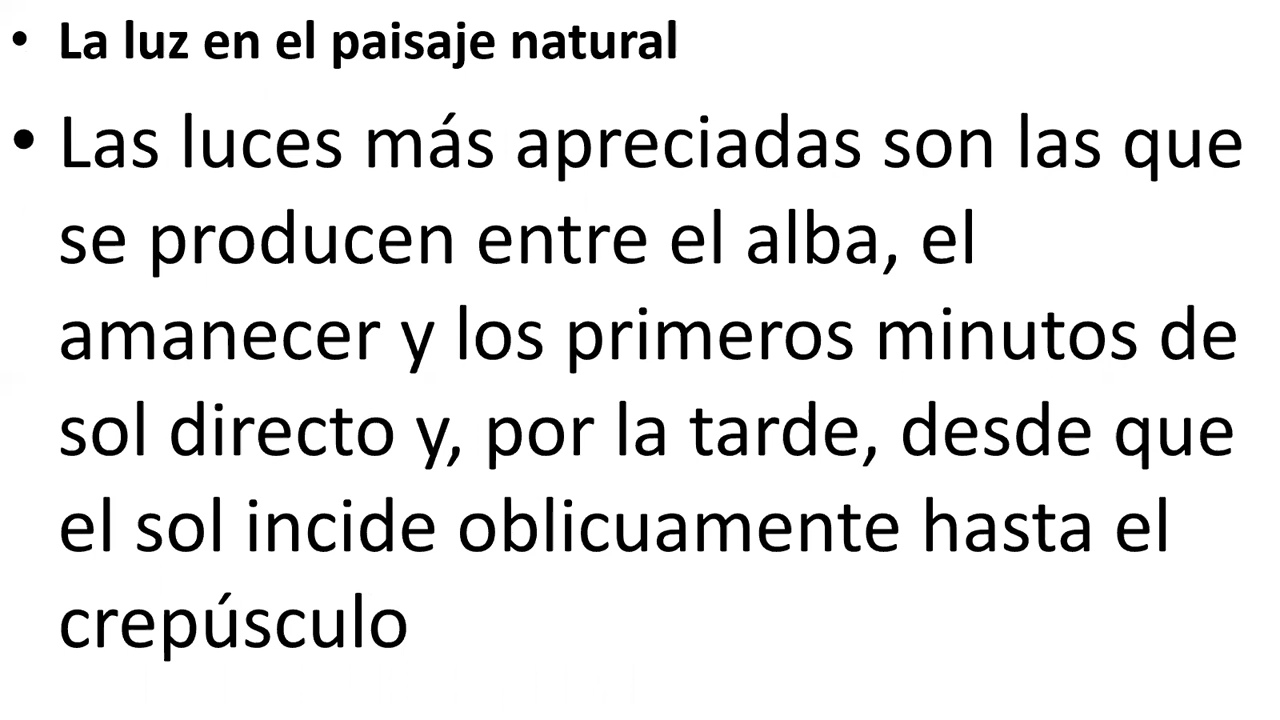 • La luz en el paisaje natural
• Las luces más apreciadas son las que
se producen entre el alba, el
amanecer y los primeros minutos de
sol directo y, por la tarde, desde que
el sol incide oblicuamente hasta el
crepúsculo